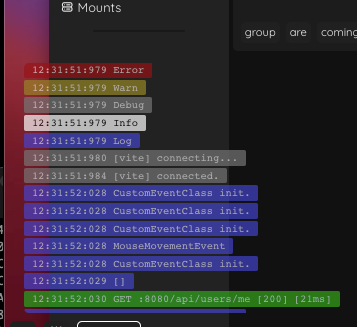 Mounts
group are coming
12:31:51:979 Error
12:31:51:979 Warn
12:31:51:979 Debug
12:31:51:979 Info
12:31:51:979 Log
12:31:51:980 [vite] connecting...
12:31:51:984 [vite] connected.
12:31:52:028 CustomEventClass init.
12:31:52:028 CustomEventClass init.
12:31:52:028 CustomEventClass init.
12:31:52:028 MouseMovementEvent
12:31:52:028 CustomEventClass init.
12:31:52:029 []
12:31:52:030 GET :8080/api/users/me [200] [21ms]